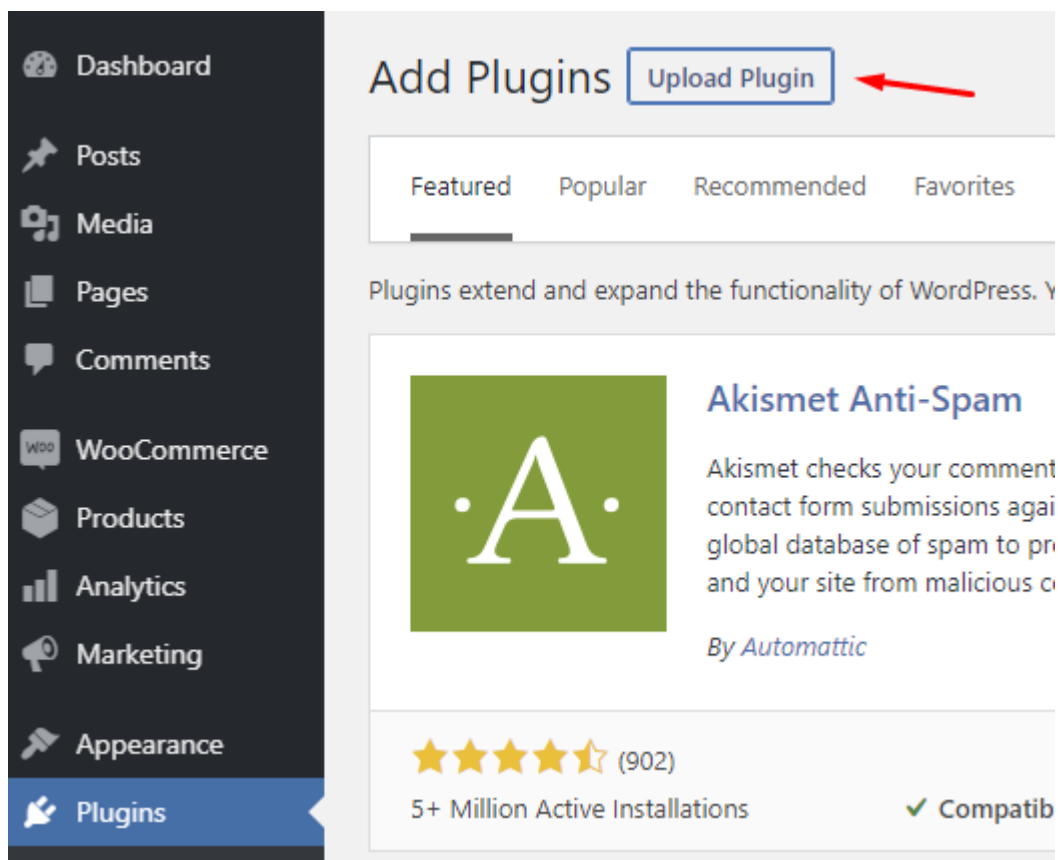 Dashboard
Posts
Media
Pages
Comments
WOO
WooCommerce
Products
Analytics
Marketing
Appearance
Plugins
Add Plugins
Upload Plugin
Featured Popular Recommended Favorites
Plugins extend and expand the functionality of WordPress. Y
·A·
Akismet Anti-Spam
Akismet checks your comment
contact form submissions agai
global database of spam to pr
and your site from malicious c
By Automattic
(902)
5+ Million Active Installations
✓ Compatib